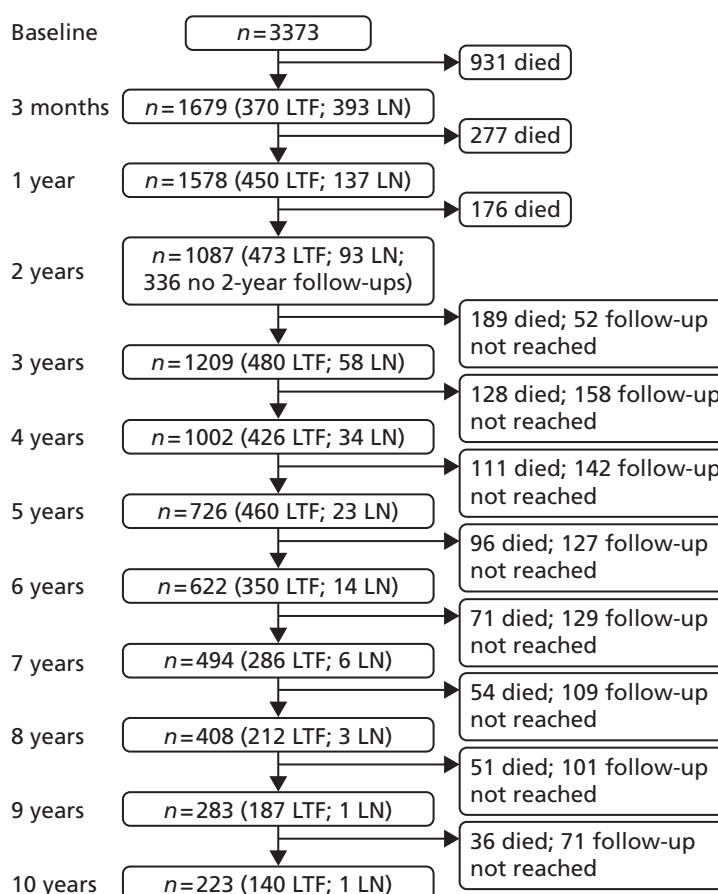 Baseline
n=3373
931 died
3 months
n=1679 (370 LTF; 393 LN)
277 died
1 year
n=1578 (450 LTF; 137 LN)
176 died
2 years
n=1087 (473 LTF; 93 LN;
336 no 2-year follow-ups)
189 died; 52 follow-up
not reached
3 years
n=1209 (480 LTF; 58 LN)
128 died; 158 follow-up
not reached
4 years
n=1002 (426 LTF; 34 LN)
111 died; 142 follow-up
not reached
5 years
n=726 (460 LTF; 23 LN)
96 died; 127 follow-up
not reached
6 years
n=622 (350 LTF; 14 LN)
71 died; 129 follow-up
not reached
7 years
n=494 (286 LTF; 6 LN)
54 died; 109 follow-up
not reached
8 years
n=408 (212 LTF; 3 LN)
51 died; 101 follow-up
not reached
9 years
n=283 (187 LTF; 1 LN)
36 died; 71 follow-up
not reached
10 years
n=223 (140 LTF; 1 LN)